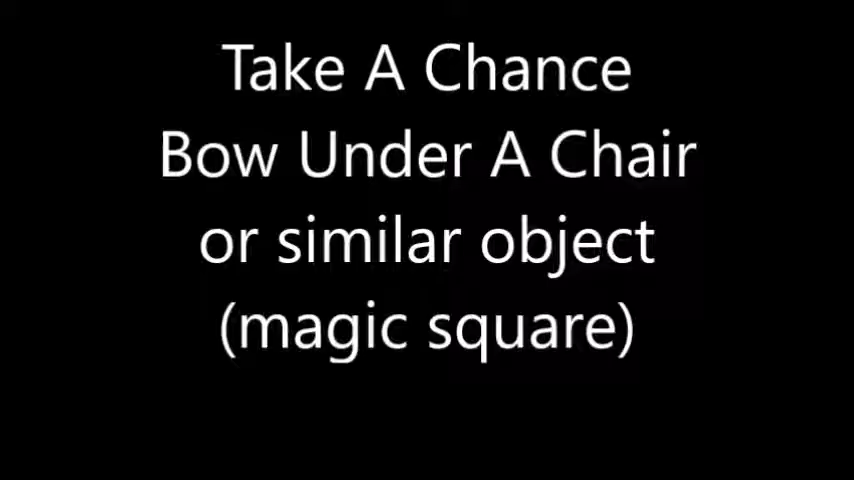 Take A Chance
Bow Under A Chair
or similar object
(magic square)